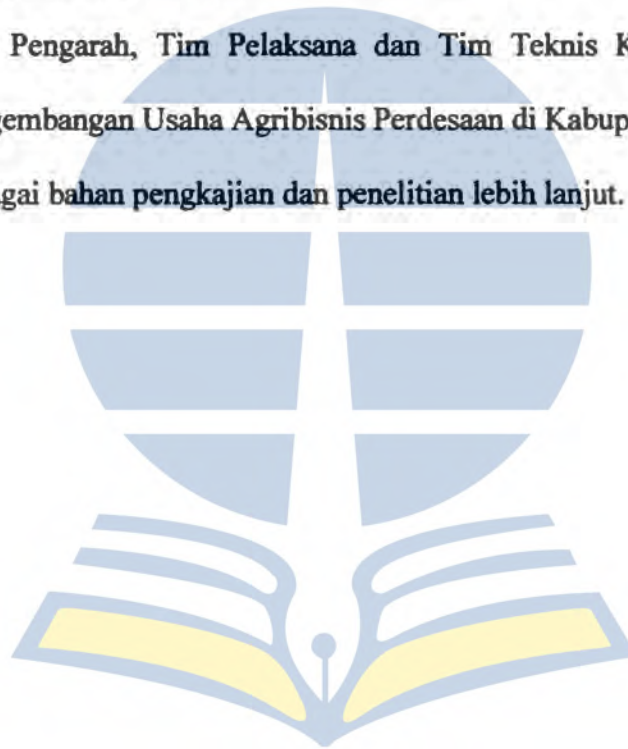 Pengarah, Tim Pelaksana dan Tim Teknis K
gembangan Usaha Agribisnis Perdesaan di Kabup
gai bahan pengkajian dan penelitian lebih lanjut.